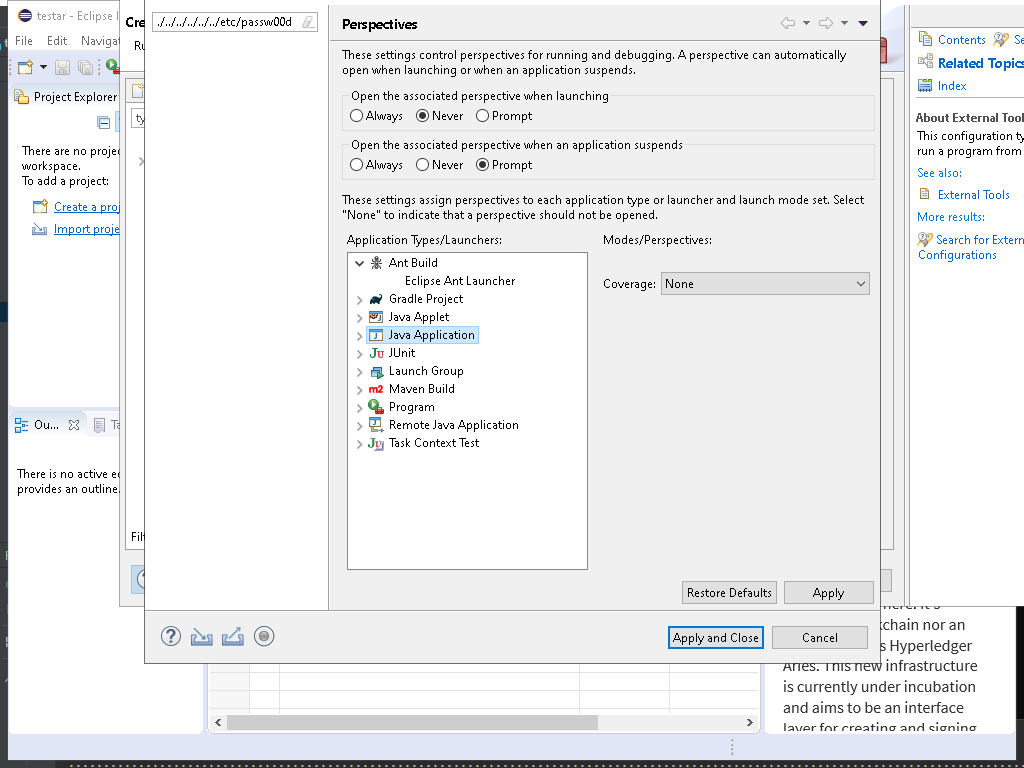 testar - Eclipse I
File Edit Navigat
Project Explorer
There are no proje
workspace.
To add a project:
Create a proj
Import proje
Ou...
Ta
There is no active ed
provides an outline.
Cre
Ru
ty
Filt
./../../../../../etc/passw00d
Perspectives
These settings control perspectives for running and debugging. A perspective can automatically
open when launching or when an application suspends.
Open the associated perspective when launching
Always Never Prompt
Open the associated perspective when an application suspends
Always Never Prompt
These settings assign perspectives to each application type or launcher and launch mode set. Select
"None" to indicate that a perspective should not be opened.
Application Types/Launchers:
Modes/Perspectives:
Ant Build
Eclipse Ant Launcher
Gradle Project
Java Applet
Java Application
JUnit
Launch Group
Maven Build
Program
Remote Java Application
Task Context Test
Coverage: None
Restore Defaults Apply
Apply and Close Cancel
Contents Se
Related Topics
Index
About External Tool
This configuration ty
run a program from
See also:
External Tools
More results:
Search for Extern
Configurations
here. It's
kchain nor an
s Hyperledger
Aries. This new infrastructure
is currently under incubation
and aims to be an interface
layer for creating and signing